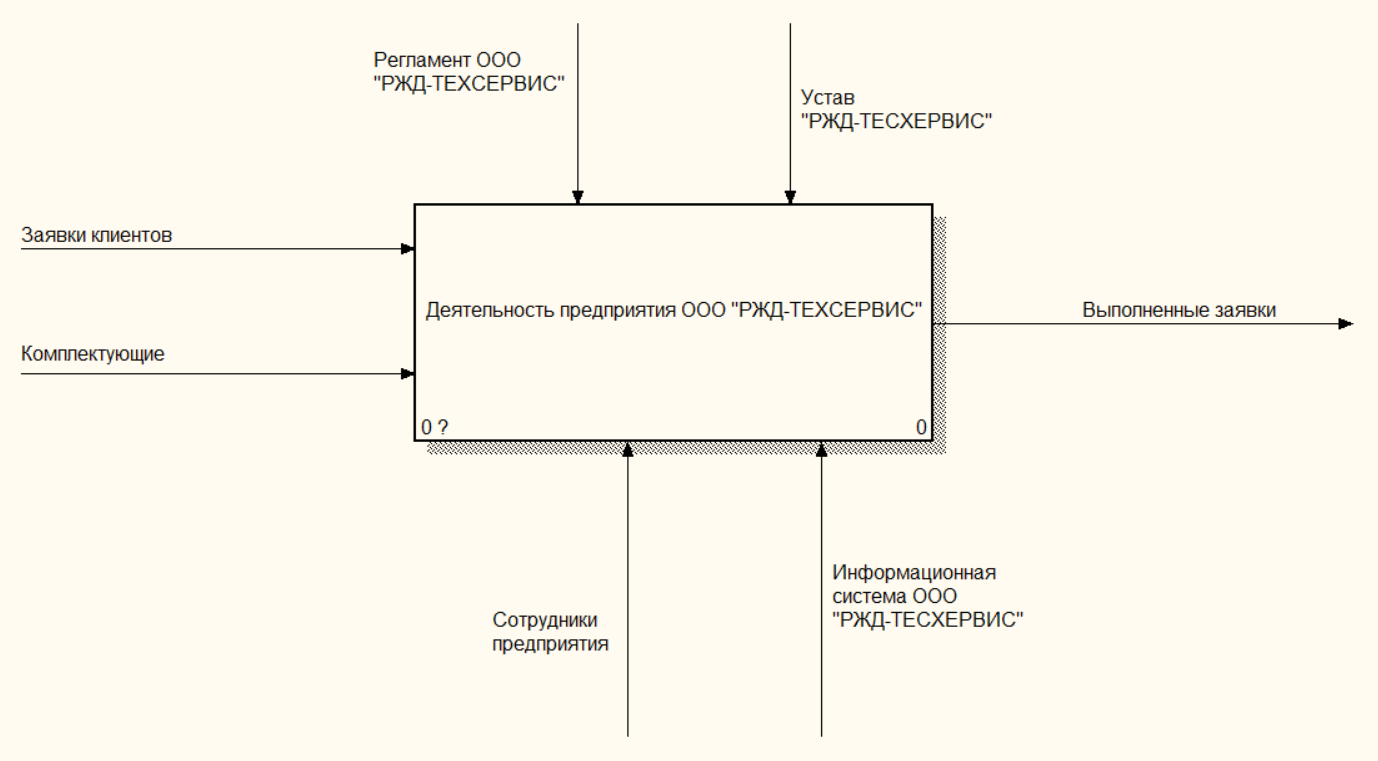 Регламент ООО
"РЖД-ТЕХСЕРВИС"
Устав
"РЖД-ТЕСХЕРВИС"
Заявки клиентов
Деятельность предприятия ООО "РЖД-ТЕХСЕРВИС"
Выполненные заявки
Комплектующие
0 ?
0
Информационная
система ООО
"РЖД-ТЕСХЕРВИС"
Сотрудники
предприятия